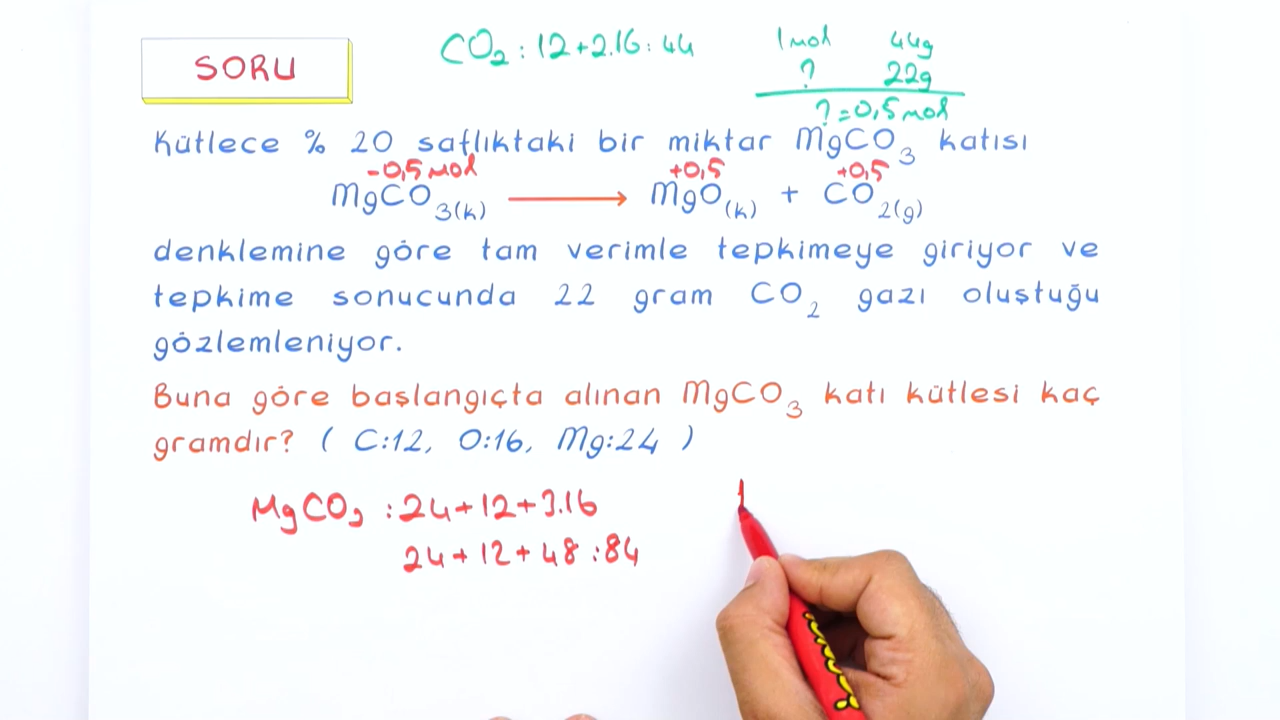 SORU
CO₂ : 12+2.16 : 44
1 mol 44g
? 22g
? = 0,5 mol
Kütlece % 20 saflıktaki bir miktar MgCO₃ katısı
-0,5 mol +0,5 +0,5
MgCO₃(k) ⟶ MgO(k) + CO₂(g)
denklemine göre tam verimle tepkimeye giriyor ve
tepkime sonucunda 22 gram CO₂ gazı oluştuğu
gözlemleniyor.
Buna göre başlangıçta alınan MgCO₃ katı kütlesi kaç
gramdır? ( C:12, O:16, Mg:24 )
MgCO₃ : 24+12+3.16
24+12+48 : 84
1